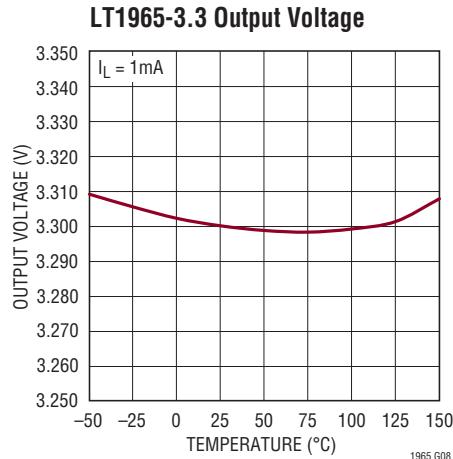 LT1965-3.3 Output Voltage
OUTPUT VOLTAGE (V)
3.350
3.340
3.330
3.320
3.310
3.300
3.290
3.280
3.270
3.260
3.250
I_L = 1mA
–50 –25 0 25 50 75 100 125 150
TEMPERATURE (°C)
1965 G08